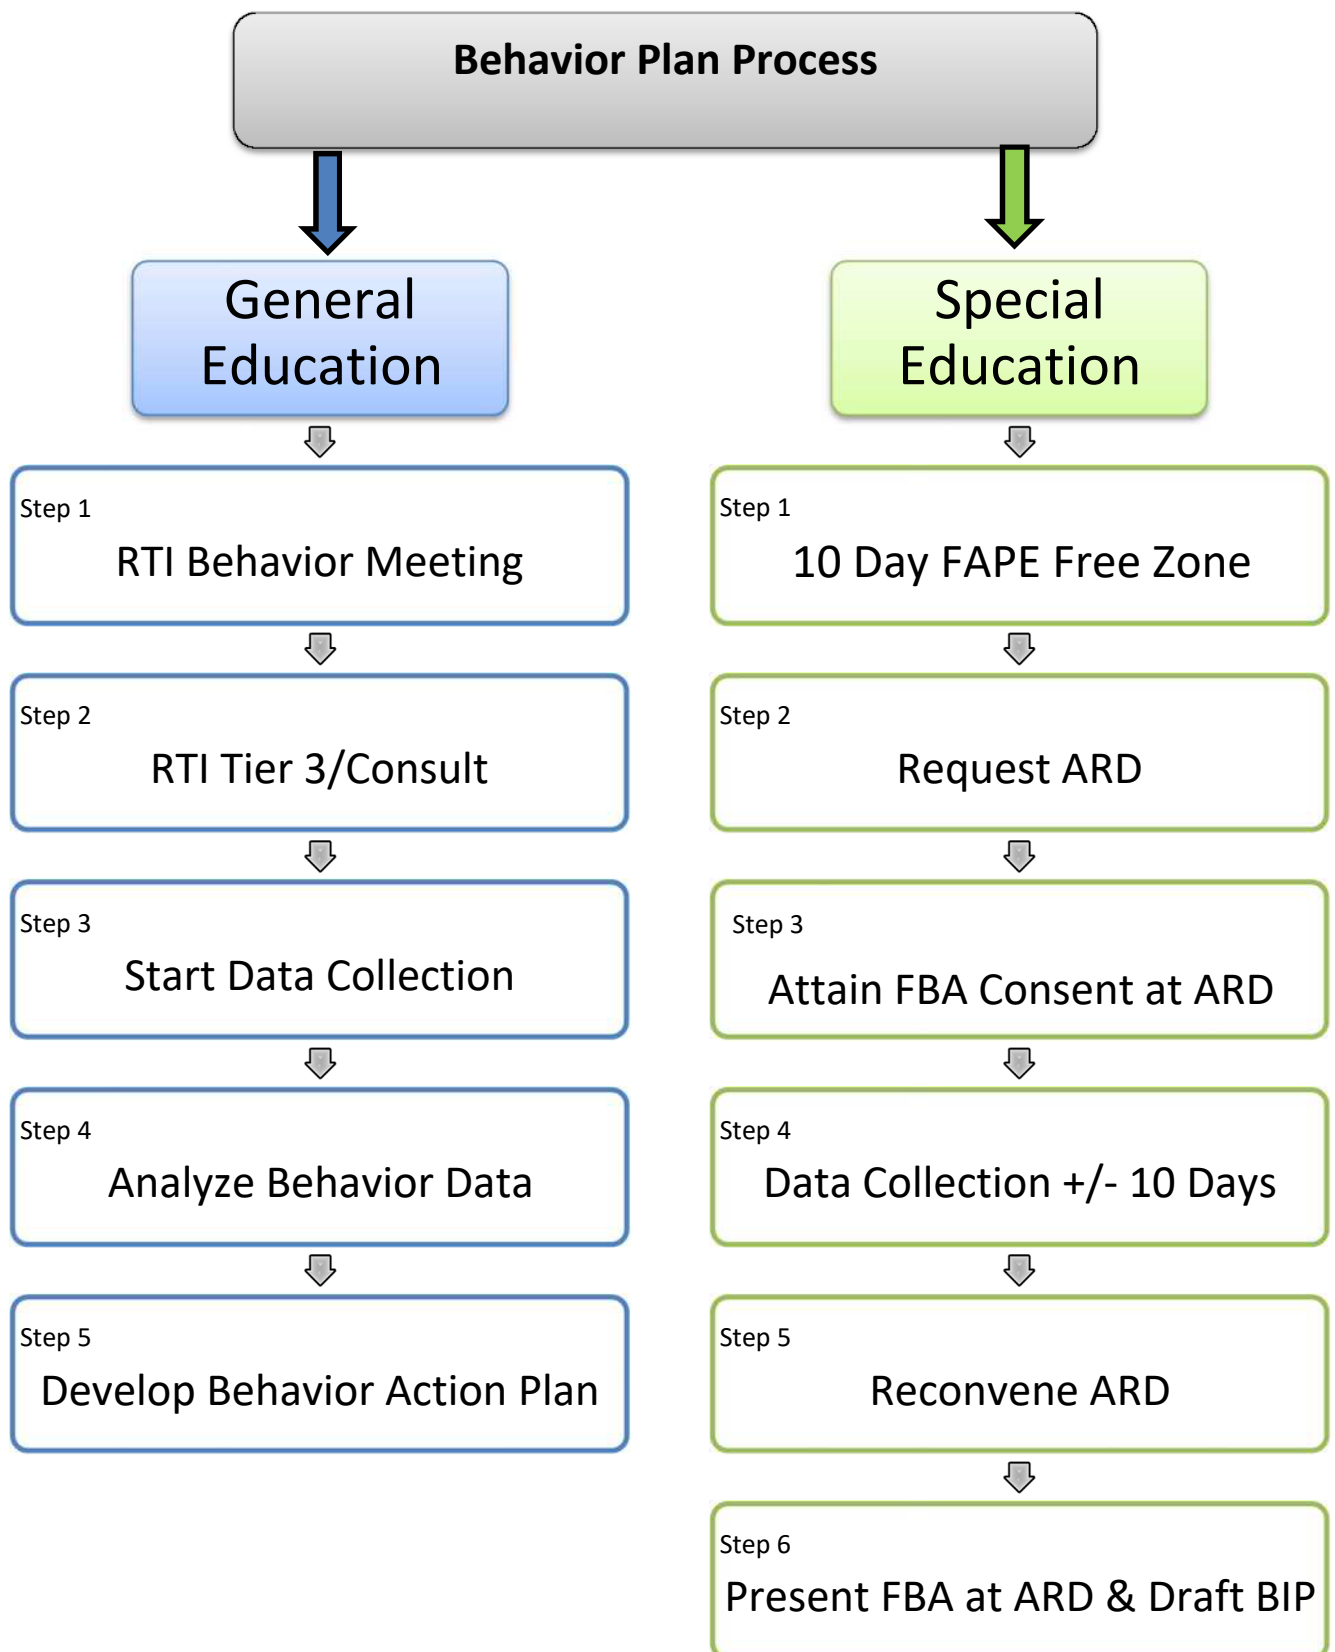 Behavior Plan Process
General
Education
Step 1
RTI Behavior Meeting
Step 2
RTI Tier 3/Consult
Step 3
Start Data Collection
Step 4
Analyze Behavior Data
Step 5
Develop Behavior Action Plan
Special
Education
Step 1
10 Day FAPE Free Zone
Step 2
Request ARD
Step 3
Attain FBA Consent at ARD
Step 4
Data Collection +/- 10 Days
Step 5
Reconvene ARD
Step 6
Present FBA at ARD & Draft BIP